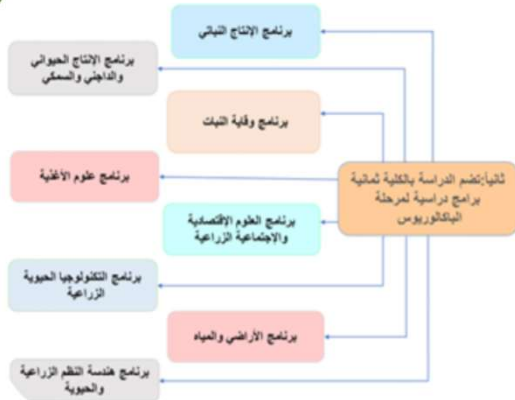 ثانياً:تضم الدراسة بالكلية ثمانية
برامج دراسية لمرحلة
الباكالوريوس
برنامج الإنتاج النباتي
برنامج الإنتاج الحيواني
والداجني والسمكي
برنامج وقاية النبات
برنامج علوم الأغذية
برنامج العلوم الإقتصادية
والإجتماعية الزراعية
برنامج التكنولوجيا الحيوية
الزراعية
برنامج الأراضي والمياه
برنامج هندسة النظم الزراعية
والحيوية